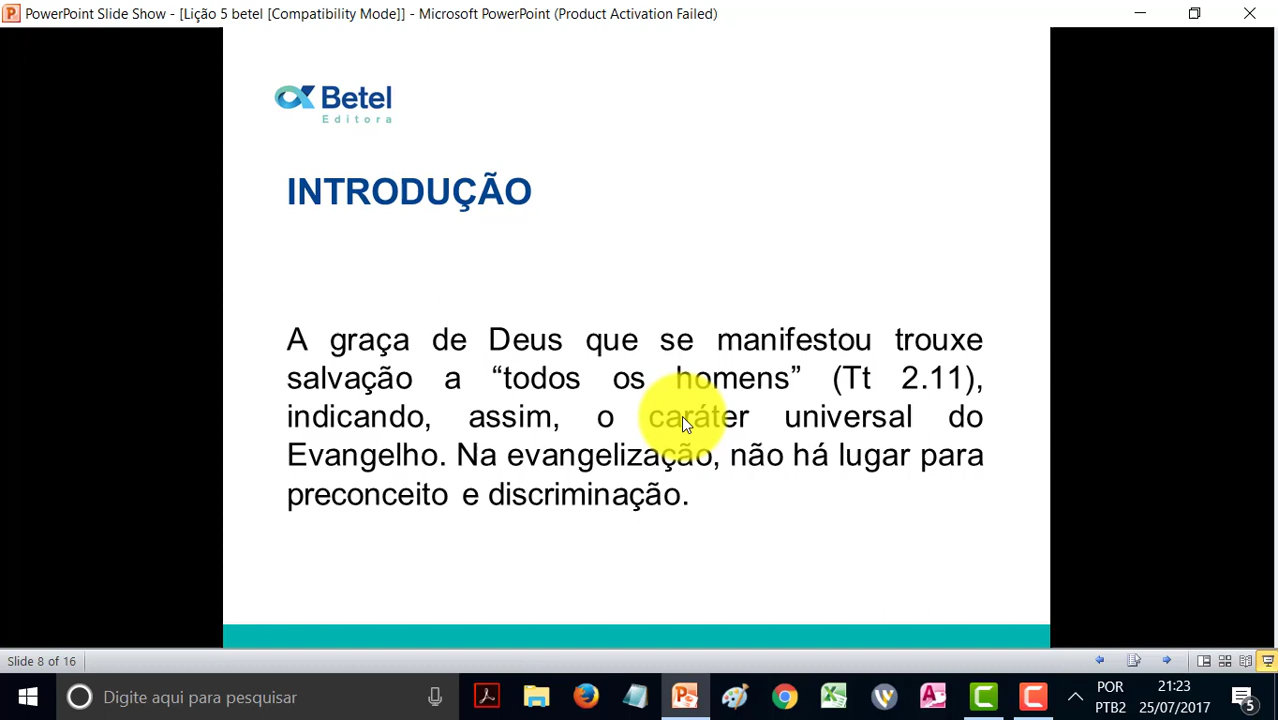 PowerPoint Slide Show - [Lição 5 betel [Compatibility Mode]] - Microsoft PowerPoint (Product Activation Failed)
Betel
Editora
INTRODUÇÃO
A graça de Deus que se manifestou trouxe
salvação a “todos os homens” (Tt 2.11),
indicando, assim, o caráter universal do
Evangelho. Na evangelização, não há lugar para
preconceito e discriminação.
Slide 8 of 16
Digite aqui para pesquisar
POR
PTB2
21:23
25/07/2017
5